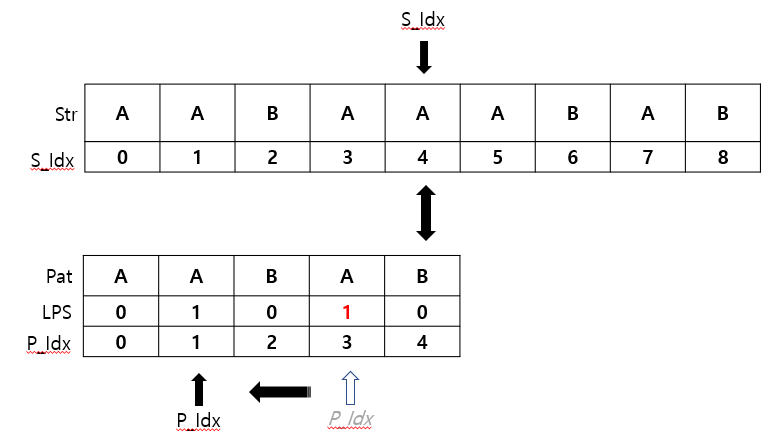 S_Idx
Str A A B A A A B A B
S_Idx 0 1 2 3 4 5 6 7 8
Pat A A B A B
LPS 0 1 0 1 0
P_Idx 0 1 2 3 4
P_Idx P_Idx